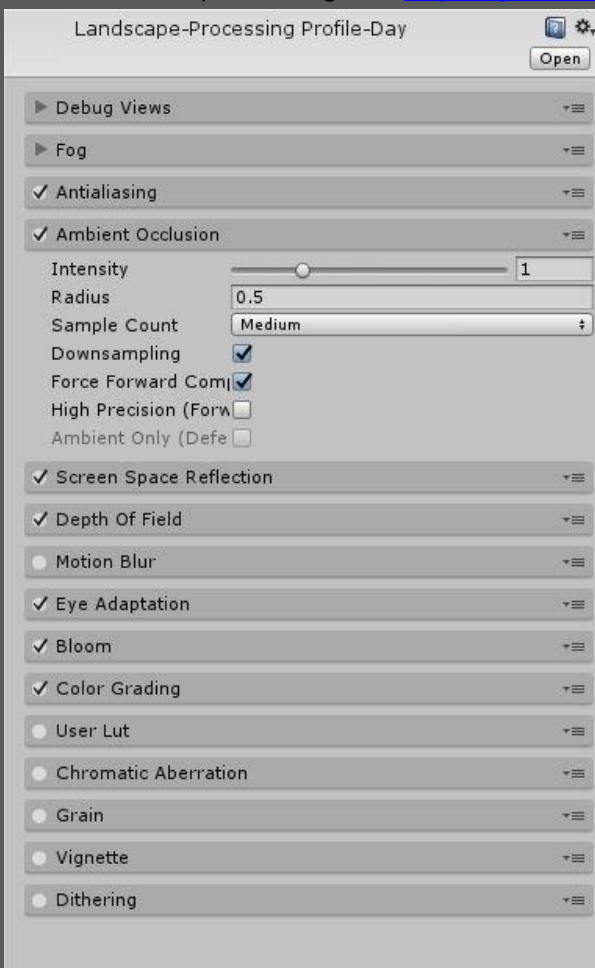 Landscape-Processing Profile-Day
Open
Debug Views
Fog
Antialiasing
Ambient Occlusion
Intensity 1
Radius 0.5
Sample Count Medium
Downsampling
Force Forward Comp
High Precision (Forw
Ambient Only (Defe
Screen Space Reflection
Depth Of Field
Motion Blur
Eye Adaptation
Bloom
Color Grading
User Lut
Chromatic Aberration
Grain
Vignette
Dithering